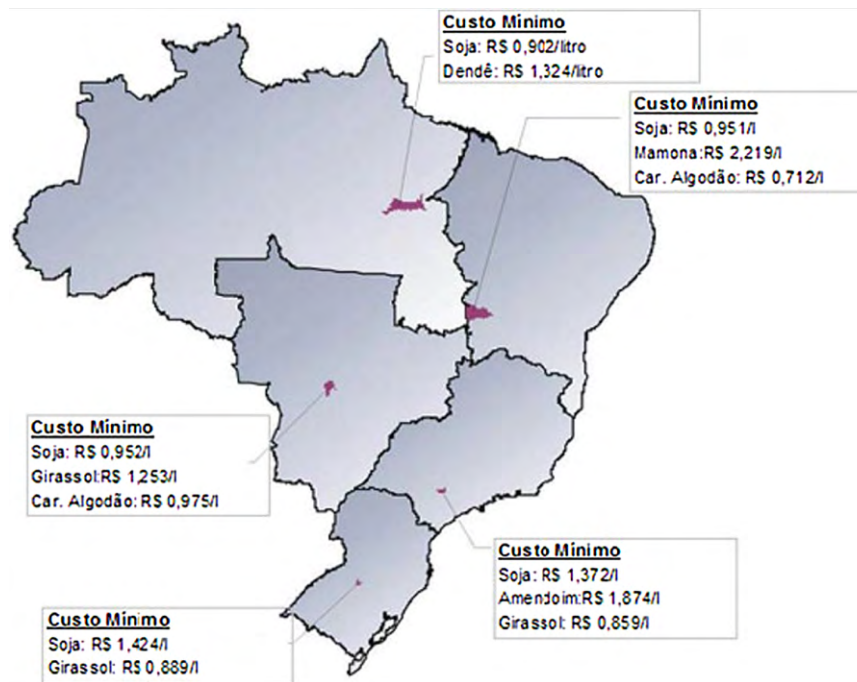 Custo Mínimo
Soja: R$ 0,902/litro
Dendê: R$ 1,324/litro
Custo Mínimo
Soja: R$ 0,951/l
Mamona:R$ 2,219/l
Car. Algodão: R$ 0,712/l
Custo Mínimo
Soja: R$ 0,952/l
Girassol:R$ 1,253/l
Car. Algodão: R$ 0,975/l
Custo Mínimo
Soja: R$ 1,372/l
Amendoim:R$ 1,874/l
Girassol: R$ 0,859/l
Custo Mínimo
Soja: R$ 1,424/l
Girassol: R$ 0,889/l